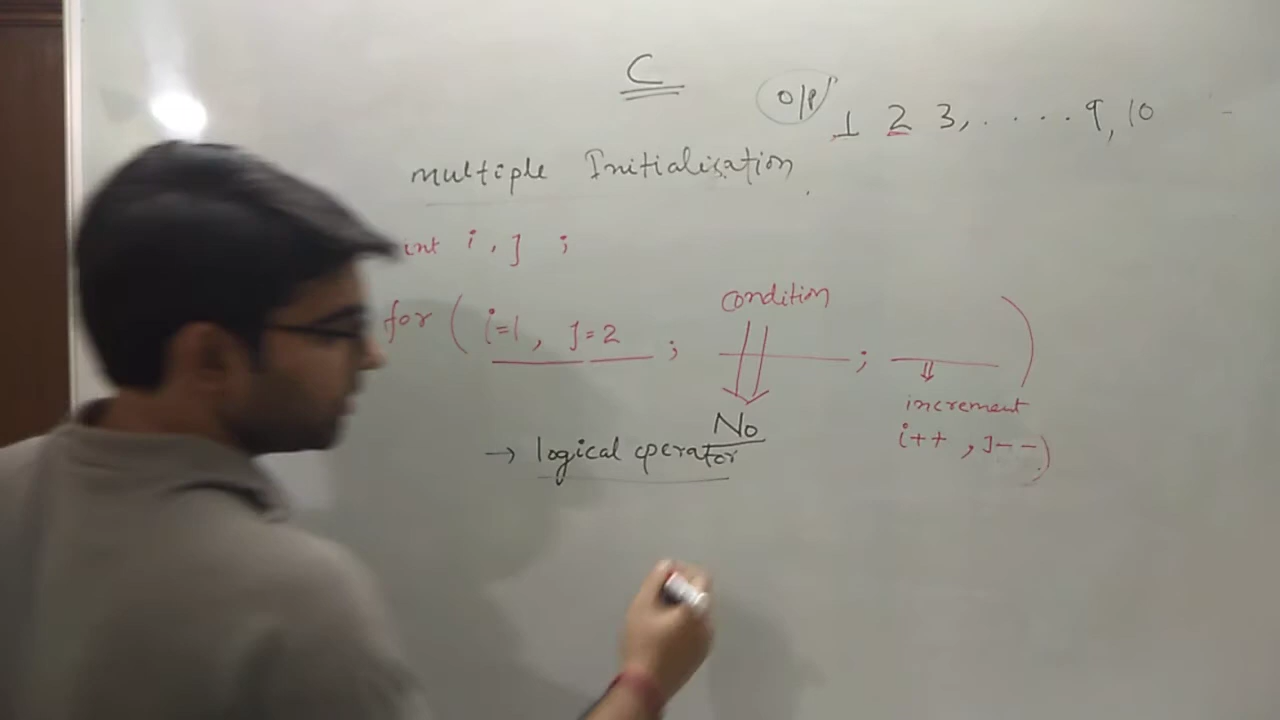 C
O/P 1 2 3, . . . . . 9, 10
multiple Initialisation
int i, J ;
for ( i=1, J=2 ; condition ; )
increment
No
i++ , J-- )
→ logical operator